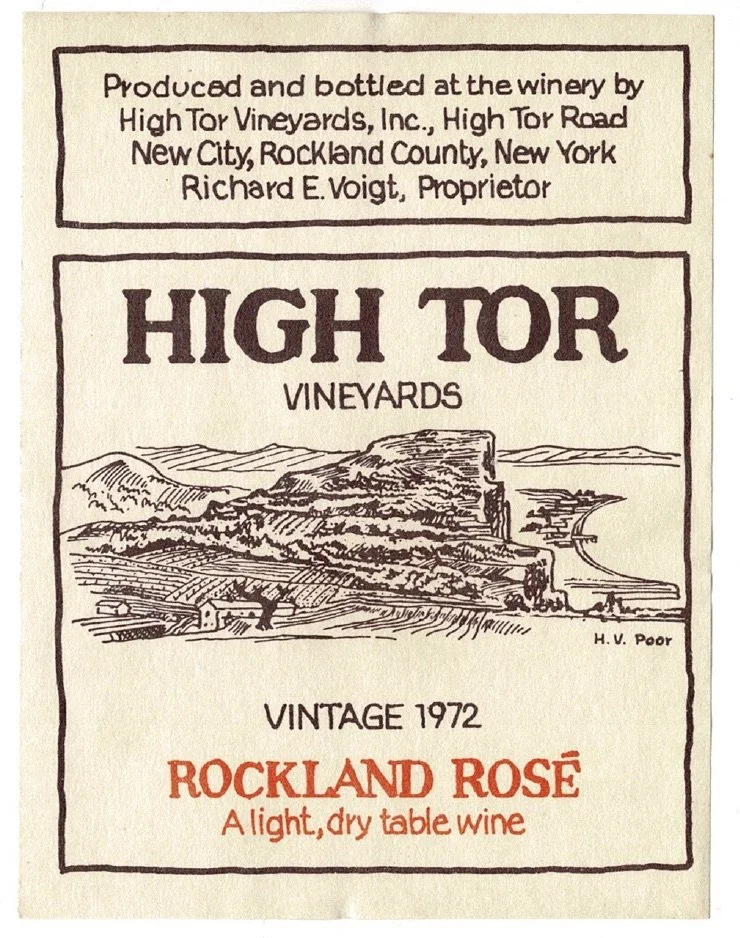 Produced and bottled at the winery by
High Tor Vineyards, Inc., High Tor Road
New City, Rockland County, New York
Richard E. Voigt, Proprietor
HIGH TOR
VINEYARDS
H. V. Poor
VINTAGE 1972
ROCKLAND ROSÉ
A light, dry table wine